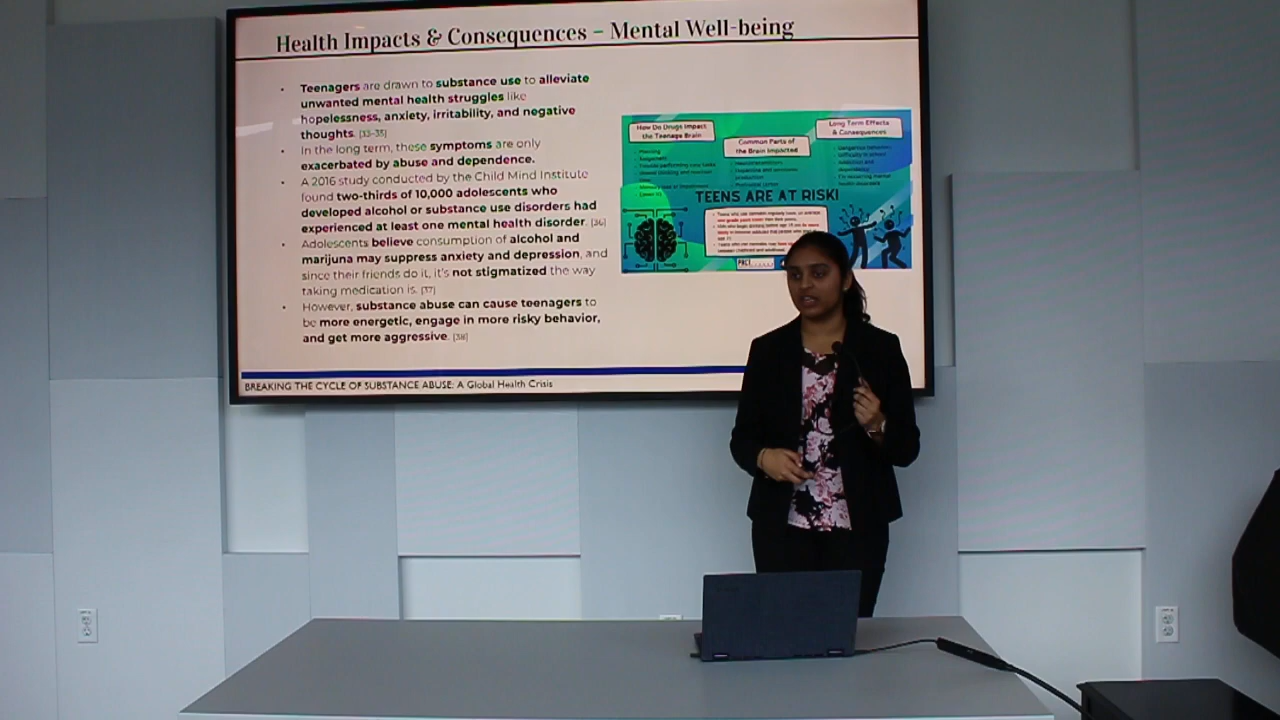 Health Impacts & Consequences – Mental Well-being
• Teenagers are drawn to substance use to alleviate
unwanted mental health struggles like
hopelessness, anxiety, irritability, and negative
thoughts. [33-35]
• In the long term, these symptoms are only
exacerbated by abuse and dependence.
• A 2016 study conducted by the Child Mind Institute
found two-thirds of 10,000 adolescents who
developed alcohol or substance use disorders had
experienced at least one mental health disorder. [36]
• Adolescents believe consumption of alcohol and
marijuana may suppress anxiety and depression, and
since their friends do it, it's not stigmatized the way
taking medication is. [37]
• However, substance abuse can cause teenagers to
be more energetic, engage in more risky behavior,
and get more aggressive. [38]
How Do Drugs Impact
the Teenage Brain
Common Parts of
the Brain Impacted
Long Term Effects
& Consequences
TEENS ARE AT RISK!
BREAKING THE CYCLE OF SUBSTANCE ABUSE: A Global Health Crisis